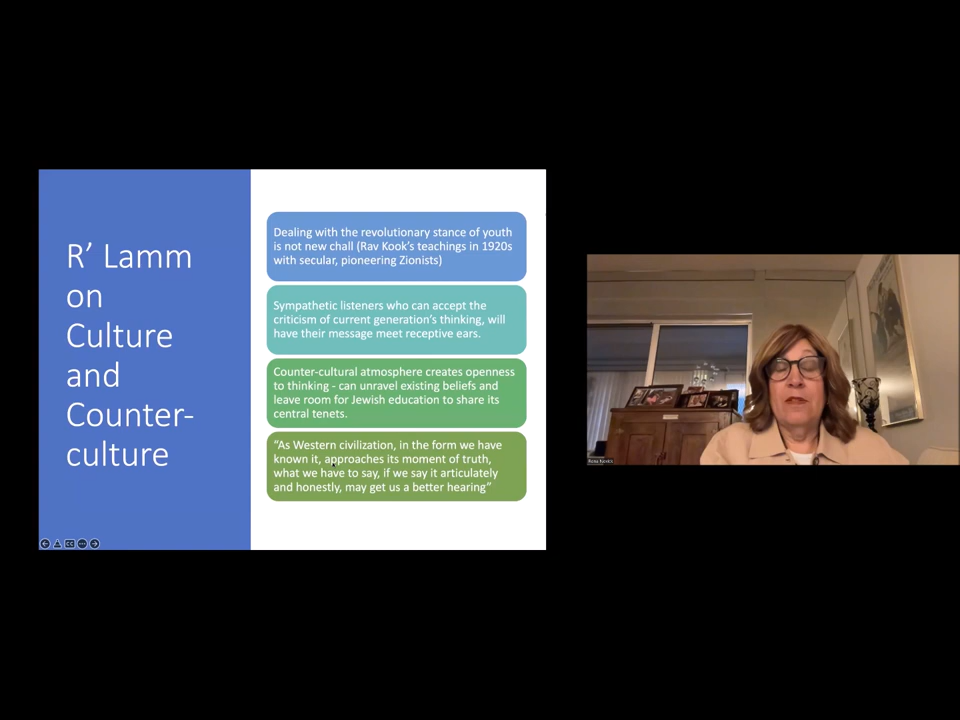 R’ Lamm
on
Culture
and
Counter-
culture
Dealing with the revolutionary stance of youth
is not new chall (Rav Kook’s teachings in 1920s
with secular, pioneering Zionists)
Sympathetic listeners who can accept the
criticism of current generation’s thinking, will
have their message meet receptive ears.
Counter-cultural atmosphere creates openness
to thinking - can unravel existing beliefs and
leave room for Jewish education to share its
central tenets.
“As Western civilization, in the form we have
known it, approaches its moment of truth,
what we have to say, if we say it articulately
and honestly, may get us a better hearing”